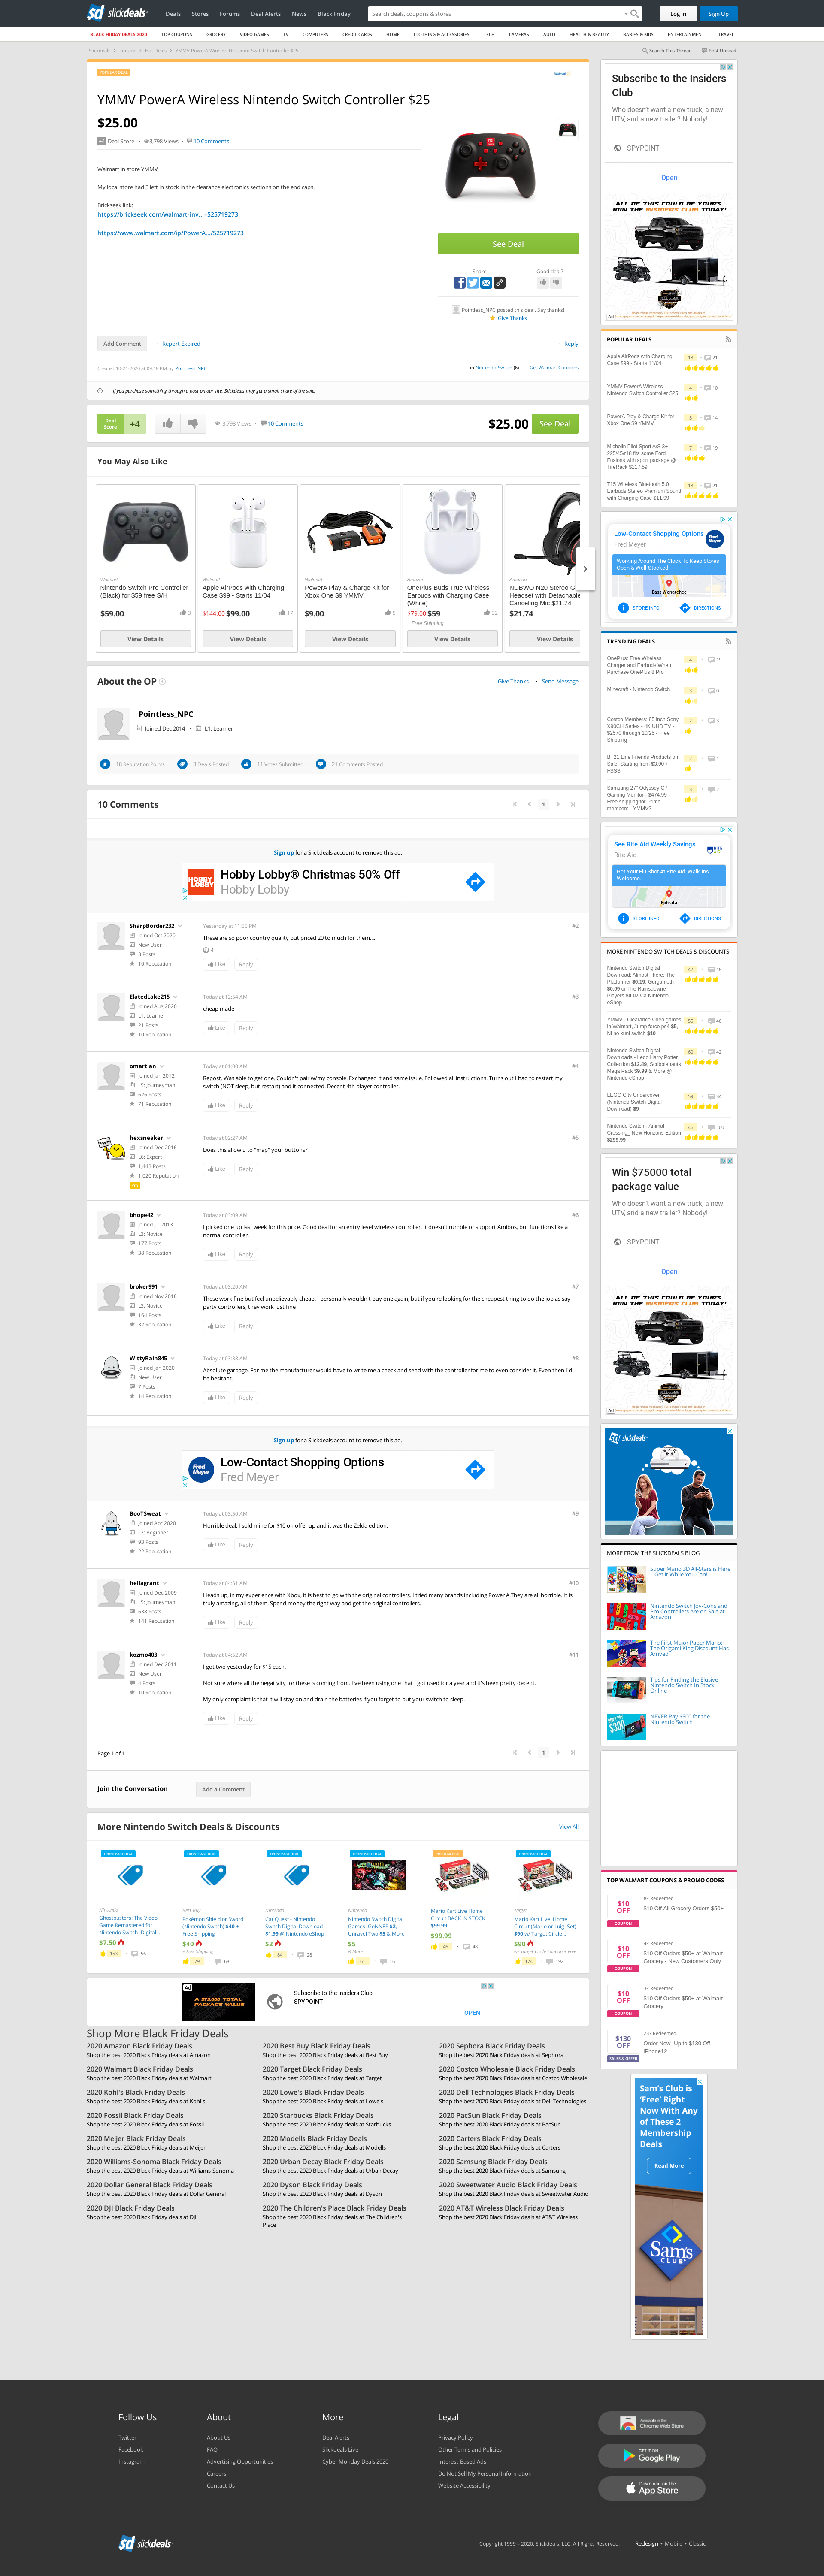 slickdeals
Deals Stores Forums Deal Alerts News Black Friday
Search deals, coupons & stores
Log In Sign Up
BLACK FRIDAY DEALS 2020 TOP COUPONS GROCERY VIDEO GAMES TV COMPUTERS CREDIT CARDS HOME CLOTHING & ACCESSORIES TECH CAMERAS AUTO HEALTH & BEAUTY BABIES & KIDS ENTERTAINMENT TRAVEL
Slickdeals Forums Hot Deals YMMV PowerA Wireless Nintendo Switch Controller $25
Search This Thread First Unread
YMMV PowerA Wireless Nintendo Switch Controller $25
$25.00
+4 Deal Score 3,798 Views 10 Comments
Walmart in store YMMV
My local store had 3 left in stock in the clearance electronics sections on the end caps.
Brickseek link:
https://brickseek.com/walmart-inv...=525719273
https://www.walmart.com/ip/PowerA.../525719273
See Deal
Share Good deal?
Pointless_NPC posted this deal. Say thanks!
Give Thanks
Add Comment Report Expired Reply
Created 10-21-2020 at 09:18 PM by Pointless_NPC
in Nintendo Switch (6) Get Walmart Coupons
If you purchase something through a post on our site, Slickdeals may get a small share of the sale.
Deal Score +4 3,798 Views 10 Comments $25.00 See Deal
You May Also Like
Walmart
Nintendo Switch Pro Controller (Black) for $59 free S/H
$59.00 3
View Details
Walmart
Apple AirPods with Charging Case $99 - Starts 11/04
$144.00 $99.00 17
View Details
Walmart
PowerA Play & Charge Kit for Xbox One $9 YMMV
$9.00 5
View Details
Amazon
OnePlus Buds True Wireless Earbuds with Charging Case (White)
$79.00 $59 32
+ Free Shipping
View Details
Amazon
NUBWO N20 Stereo G
Headset with Detachable
Canceling Mic $21.74
$21.74
View Details
About the OP
Give Thanks Send Message
Pointless_NPC
Joined Dec 2014 L1: Learner
18 Reputation Points 3 Deals Posted 11 Votes Submitted 21 Comments Posted
10 Comments
1
Sign up for a Slickdeals account to remove this ad.
HOBBY LOBBY
Hobby Lobby® Christmas 50% Off
Hobby Lobby
SharpBorder232
Joined Oct 2020
New User
3 Posts
10 Reputation
Yesterday at 11:55 PM #2
These are so poor country quality but priced 20 to much for them....
4
Like Reply
ElatedLake215
Joined Aug 2020
L1: Learner
21 Posts
10 Reputation
Today at 12:54 AM #3
cheap made
Like Reply
omartian
Joined Jan 2012
L5: Journeyman
626 Posts
71 Reputation
Today at 01:00 AM #4
Repost. Was able to get one. Couldn't pair w/my console. Exchanged it and same issue. Followed all instructions. Turns out I had to restart my
switch (NOT sleep, but restart) and it connected. Decent 4th player controller.
Like Reply
hexsneaker
Joined Dec 2016
L6: Expert
1,443 Posts
1,020 Reputation
Pro
Today at 02:27 AM #5
Does this allow u to "map" your buttons?
Like Reply
bhope42
Joined Jul 2013
L3: Novice
177 Posts
38 Reputation
Today at 03:09 AM #6
I picked one up last week for this price. Good deal for an entry level wireless controller. It doesn't rumble or support Amibos, but functions like a
normal controller.
Like Reply
broker991
Joined Nov 2018
L3: Novice
164 Posts
32 Reputation
Today at 03:20 AM #7
These work fine but feel unbelievably cheap. I personally wouldn't buy one again, but if you're looking for the cheapest thing to do the job as say
party controllers, they work just fine
Like Reply
WittyRain845
Joined Jan 2020
New User
7 Posts
14 Reputation
Today at 03:38 AM #8
Absolute garbage. For me the manufacturer would have to write me a check and send with the controller for me to even consider it. Even then I'd
be hesitant.
Like Reply
Sign up for a Slickdeals account to remove this ad.
Fred Meyer
Low-Contact Shopping Options
Fred Meyer
BooTSweat
Joined Apr 2020
L2: Beginner
93 Posts
22 Reputation
Today at 03:50 AM #9
Horrible deal. I sold mine for $10 on offer up and it was the Zelda edition.
Like Reply
hellagrant
Joined Dec 2009
L5: Journeyman
638 Posts
141 Reputation
Today at 04:51 AM #10
Heads up, in my experience with Xbox, it is best to go with the original controllers. I tried many brands including Power A.They are all horrible. It is
truly amazing, all of them. Spend money the right way and get the original controllers.
Like Reply
kozmo403
Joined Dec 2011
New User
4 Posts
10 Reputation
Today at 04:52 AM #11
I got two yesterday for $15 each.
Not sure where all the negativity for these is coming from. I've been using one that I got used for a year and it's been pretty decent.
My only complaint is that it will stay on and drain the batteries if you forget to put your switch to sleep.
Like Reply
Page 1 of 1
1
Join the Conversation Add a Comment
More Nintendo Switch Deals & Discounts View All
FRONTPAGE DEAL
Nintendo
Ghostbusters: The Video Game Remastered for Nintendo Switch- Digital...
$7.50
153 56
FRONTPAGE DEAL
Best Buy
Pokémon Shield or Sword (Nintendo Switch) $40 + Free Shipping
$40
+ Free Shipping
79 68
FRONTPAGE DEAL
Nintendo
Cat Quest - Nintendo Switch Digital Download - $1.99 @ Nintendo eShop
$2
84 28
FRONTPAGE DEAL
Nintendo
Nintendo Switch Digital Games: GoNNER $2, Unravel Two $5 & More
$5
& More
61 16
POPULAR DEAL
Mario Kart Live Home Circuit BACK IN STOCK $99.99
$99.99
46 48
FRONTPAGE DEAL
Target
Mario Kart Live: Home Circuit (Mario or Luigi Set) $90 w/ Target Circle...
$90
w/ Target Circle Coupon + Free
174 192
Ad
A $75,000 TOTAL PACKAGE VALUE
Subscribe to the Insiders Club
SPYPOINT
OPEN
Shop More Black Friday Deals
2020 Amazon Black Friday Deals
Shop the best 2020 Black Friday deals at Amazon
2020 Best Buy Black Friday Deals
Shop the best 2020 Black Friday deals at Best Buy
2020 Sephora Black Friday Deals
Shop the best 2020 Black Friday deals at Sephora
2020 Walmart Black Friday Deals
Shop the best 2020 Black Friday deals at Walmart
2020 Target Black Friday Deals
Shop the best 2020 Black Friday deals at Target
2020 Costco Wholesale Black Friday Deals
Shop the best 2020 Black Friday deals at Costco Wholesale
2020 Kohl's Black Friday Deals
Shop the best 2020 Black Friday deals at Kohl's
2020 Lowe's Black Friday Deals
Shop the best 2020 Black Friday deals at Lowe's
2020 Dell Technologies Black Friday Deals
Shop the best 2020 Black Friday deals at Dell Technologies
2020 Fossil Black Friday Deals
Shop the best 2020 Black Friday deals at Fossil
2020 Starbucks Black Friday Deals
Shop the best 2020 Black Friday deals at Starbucks
2020 PacSun Black Friday Deals
Shop the best 2020 Black Friday deals at PacSun
2020 Meijer Black Friday Deals
Shop the best 2020 Black Friday deals at Meijer
2020 Modells Black Friday Deals
Shop the best 2020 Black Friday deals at Modells
2020 Carters Black Friday Deals
Shop the best 2020 Black Friday deals at Carters
2020 Williams-Sonoma Black Friday Deals
Shop the best 2020 Black Friday deals at Williams-Sonoma
2020 Urban Decay Black Friday Deals
Shop the best 2020 Black Friday deals at Urban Decay
2020 Samsung Black Friday Deals
Shop the best 2020 Black Friday deals at Samsung
2020 Dollar General Black Friday Deals
Shop the best 2020 Black Friday deals at Dollar General
2020 Dyson Black Friday Deals
Shop the best 2020 Black Friday deals at Dyson
2020 Sweetwater Audio Black Friday Deals
Shop the best 2020 Black Friday deals at Sweetwater Audio
2020 DJI Black Friday Deals
Shop the best 2020 Black Friday deals at DJI
2020 The Children's Place Black Friday Deals
Shop the best 2020 Black Friday deals at The Children's Place
2020 AT&T Wireless Black Friday Deals
Shop the best 2020 Black Friday deals at AT&T Wireless
Subscribe to the Insiders Club
Who doesn't want a new truck, a new UTV, and a new trailer? Nobody!
SPYPOINT
Open
ALL OF THIS COULD BE YOURS.
JOIN THE INSIDERS CLUB TODAY!
Ad
POPULAR DEALS
Apple AirPods with Charging Case $99 - Starts 11/04 18 21
YMMV PowerA Wireless Nintendo Switch Controller $25 4 10
PowerA Play & Charge Kit for Xbox One $9 YMMV 5 14
Michelin Pilot Sport A/S 3+ 225/45/r18 fits some Ford Fusions with sport package @ TireRack $117.59 7 19
T15 Wireless Bluetooth 5.0 Earbuds Stereo Premium Sound with Charging Case $11.99 18 21
Low-Contact Shopping Options
Fred Meyer
Working Around The Clock To Keep Stores Open & Well-Stocked.
East Wenatchee
STORE INFO DIRECTIONS
TRENDING DEALS
OnePlus: Free Wireless Charger and Earbuds When Purchase OnePlus 8 Pro 4 19
Minecraft - Nintendo Switch 3 0
Costco Members: 85 inch Sony X90CH Series - 4K UHD TV - $2570 through 10/25 - Free Shipping 2 3
BT21 Line Friends Products on Sale: Starting from $3.90 + FSSS 2 1
Samsung 27" Odyssey G7 Gaming Monitor - $474.99 - Free shipping for Prime members - YMMV? 3 2
See Rite Aid Weekly Savings
Rite Aid
Get Your Flu Shot At Rite Aid. Walk-ins Welcome.
Ephrata
STORE INFO DIRECTIONS
MORE NINTENDO SWITCH DEALS & DISCOUNTS
Nintendo Switch Digital Download: Almost There: The Platformer $0.19, Gurgamoth $0.09 or The Rainsdowne Players $0.07 via Nintendo eShop 42 18
YMMV - Clearance video games in Walmart, Jump force ps4 $5, Ni no kuni switch $10 55 46
Nintendo Switch Digital Downloads - Lego Harry Potter Collection $12.49, Scribblenauts Mega Pack $9.99 & More @ Nintendo eShop 60 42
LEGO City Undercover (Nintendo Switch Digital Download) $9 59 34
Nintendo Switch - Animal Crossing_ New Horizons Edition $299.99 46 100
Win $75000 total package value
Who doesn't want a new truck, a new UTV, and a new trailer? Nobody!
SPYPOINT
Open
ALL OF THIS COULD BE YOURS.
JOIN THE INSIDERS CLUB TODAY!
Ad
slickdeals
MORE FROM THE SLICKDEALS BLOG
Super Mario 3D All-Stars is Here – Get it While You Can!
Nintendo Switch Joy-Cons and Pro Controllers Are on Sale at Amazon
The First Major Paper Mario: The Origami King Discount Has Arrived
Tips for Finding the Elusive Nintendo Switch In Stock Online
NEVER Pay $300 for the Nintendo Switch
TOP WALMART COUPONS & PROMO CODES
$10 OFF COUPON
8k Redeemed
$10 Off All Grocery Orders $50+
$10 OFF COUPON
4k Redeemed
$10 Off Orders $50+ at Walmart Grocery - New Customers Only
$10 OFF COUPON
3k Redeemed
$10 Off Orders $50+ at Walmart Grocery
$130 OFF SALES & OFFER
237 Redeemed
Order Now- Up to $130 Off iPhone12
Sam's Club is 'Free' Right Now With Any of These 2 Membership Deals
Read More
Sam's CLUB
Follow Us
Twitter
Facebook
Instagram
About
About Us
FAQ
Advertising Opportunities
Careers
Contact Us
More
Deal Alerts
Slickdeals Live
Cyber Monday Deals 2020
Legal
Privacy Policy
Other Terms and Policies
Interest-Based Ads
Do Not Sell My Personal Information
Website Accessibility
Available in the Chrome Web Store
GET IT ON Google Play
Download on the App Store
slickdeals
Copyright 1999 - 2020. Slickdeals, LLC. All Rights Reserved. Redesign • Mobile • Classic